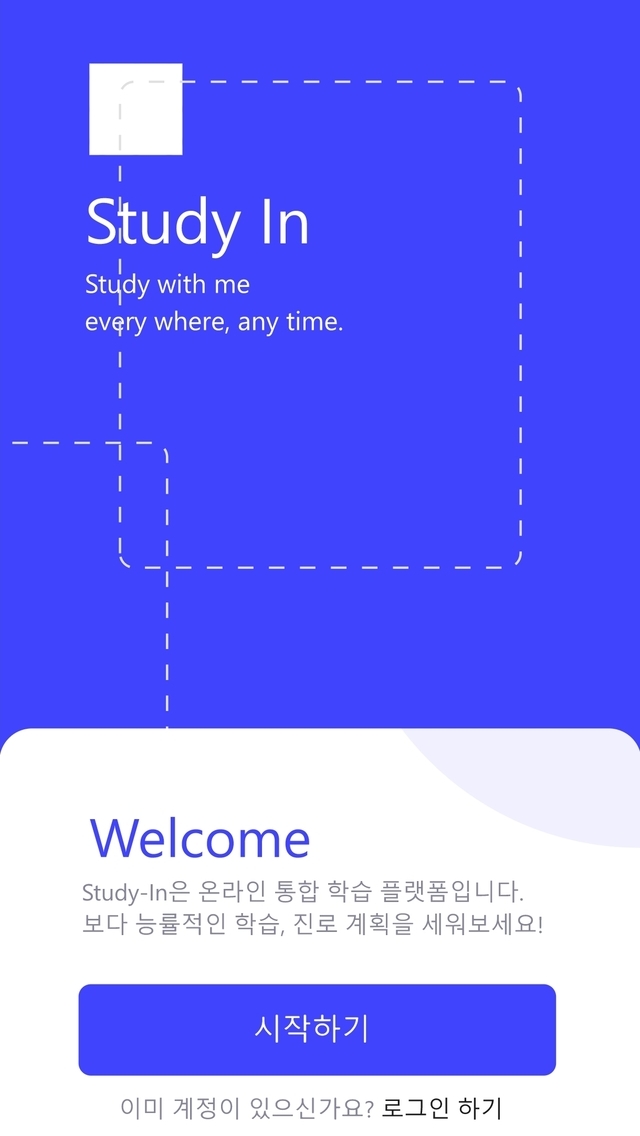 Study In
Study with me
every where, any time.
Welcome
Study-In은 온라인 통합 학습 플랫폼입니다.
보다 능률적인 학습, 진로 계획을 세워보세요!
시작하기
이미 계정이 있으신가요? 로그인 하기